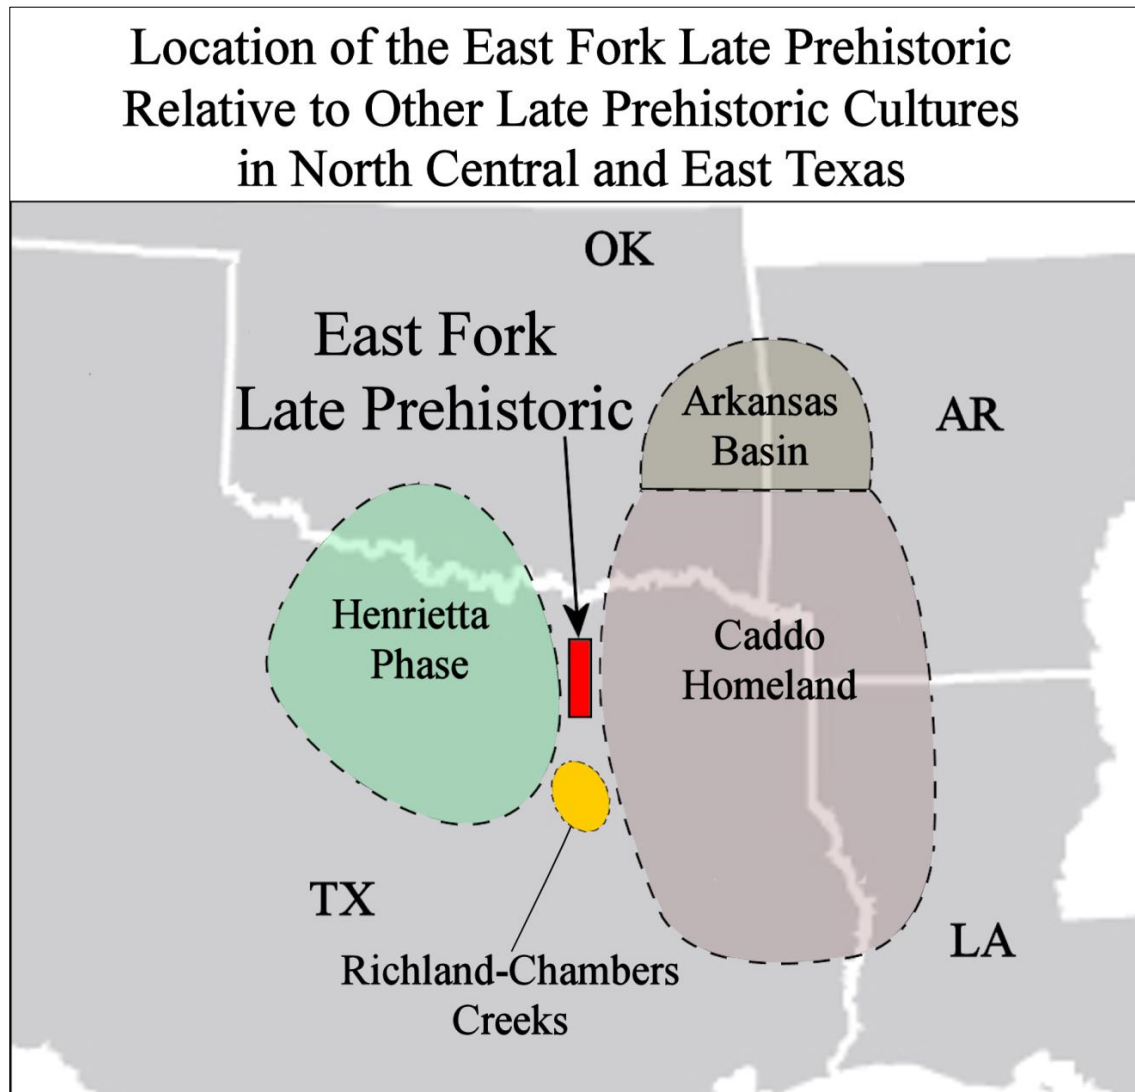 Location of the East Fork Late Prehistoric
Relative to Other Late Prehistoric Cultures
in North Central and East Texas
OK
East Fork
Late Prehistoric
Arkansas
Basin
AR
Henrietta
Phase
Caddo
Homeland
TX
Richland-Chambers
Creeks
LA